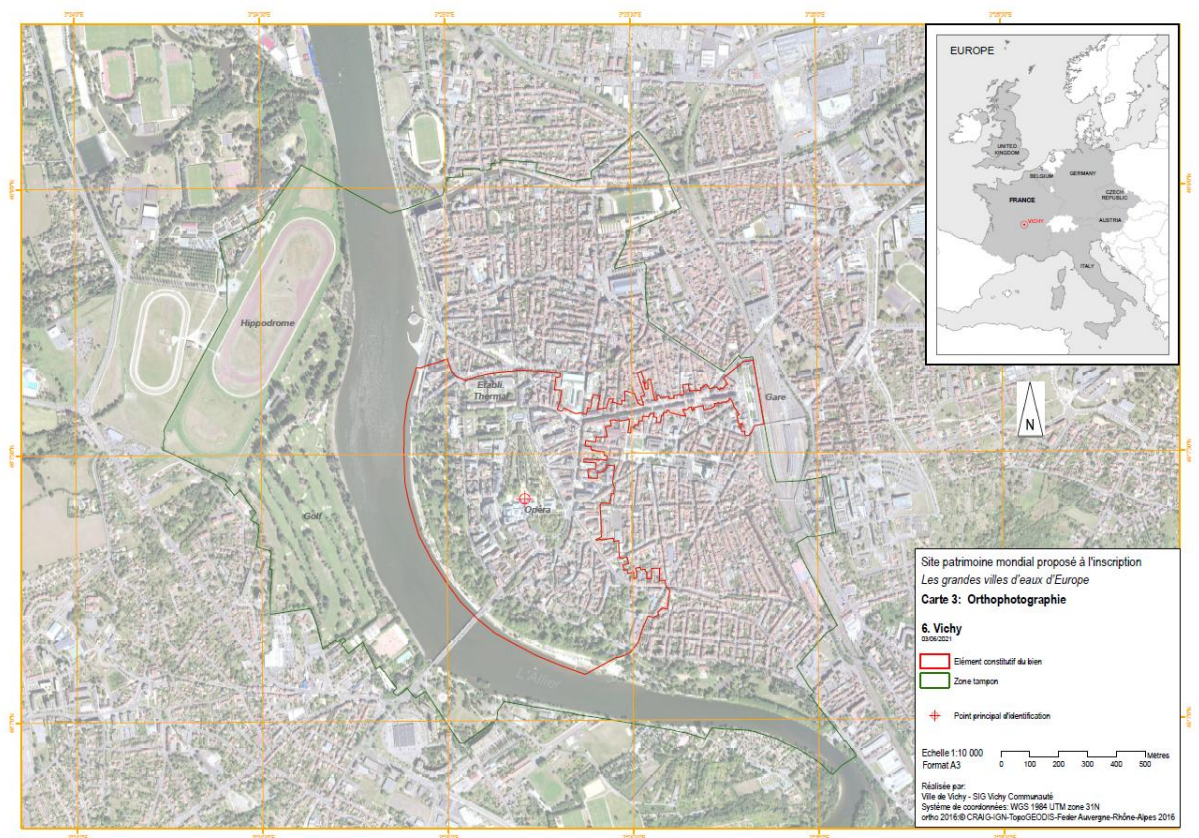 EUROPE
UNITED
KINGDOM
BELGIUM
GERMANY
CZECH
REPUBLIC
FRANCE
VICHY
AUSTRIA
ITALY
Hippodrome
Etabl.
Thermal
Gare
Opéra
Golf
L'Allier
N
Site patrimoine mondial proposé à l'inscription
Les grandes villes d'eaux d'Europe
Carte 3: Orthophotographie
6. Vichy
03/06/2021
Elément constitutif du bien
Zone tampon
Point principal d'identification
Echelle 1:10 000
Format A3
0 100 200 300 400 500 Mètres
Réalisée par:
Ville de Vichy - SIG Vichy Communauté
Système de coordonnées: WGS 1984 UTM zone 31N
ortho 2016:© CRAIG-IGN-TopoGEODIS-Feder Auvergne-Rhône-Alpes 2016